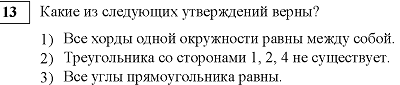 13 Какие из следующих утверждений верны?
1) Все хорды одной окружности равны между собой.
2) Треугольника со сторонами 1, 2, 4 не существует.
3) Все углы прямоугольника равны.